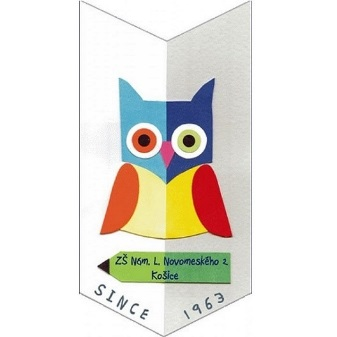 ZŠ Nám. L. Novomeského 2
Košice
SINCE 1963